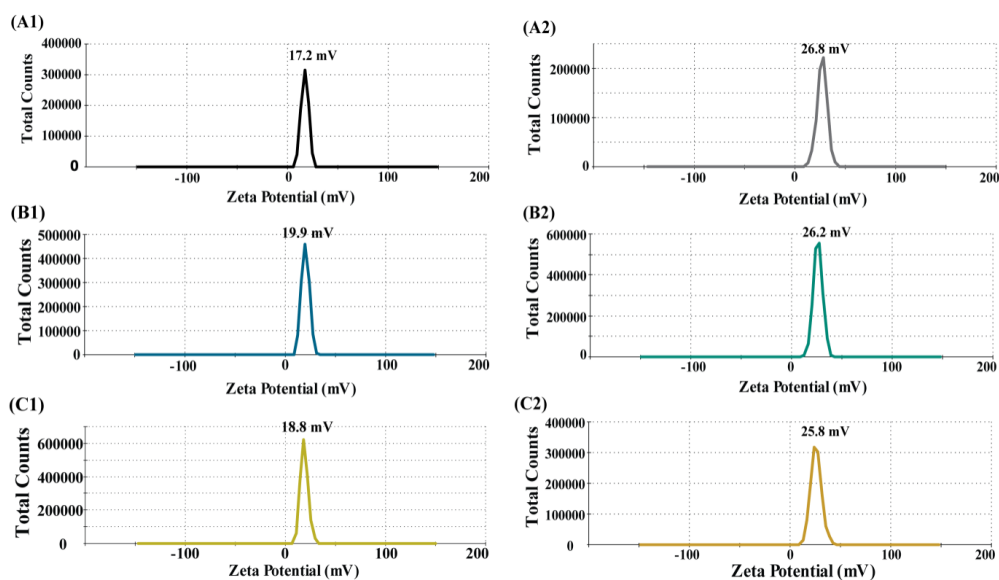 (A1)
17.2 mV
Total Counts
400000
300000
200000
100000
0
-100
0
100
200
Zeta Potential (mV)
(A2)
26.8 mV
Total Counts
200000
100000
0
-100
0
100
200
Zeta Potential (mV)
(B1)
19.9 mV
Total Counts
500000
400000
300000
200000
100000
0
-100
0
100
200
Zeta Potential (mV)
(B2)
26.2 mV
Total Counts
600000
400000
200000
0
-100
0
100
200
Zeta Potential (mV)
(C1)
18.8 mV
Total Counts
600000
400000
200000
0
-100
0
100
200
Zeta Potential (mV)
(C2)
25.8 mV
Total Counts
400000
300000
200000
100000
0
-100
0
100
200
Zeta Potential (mV)